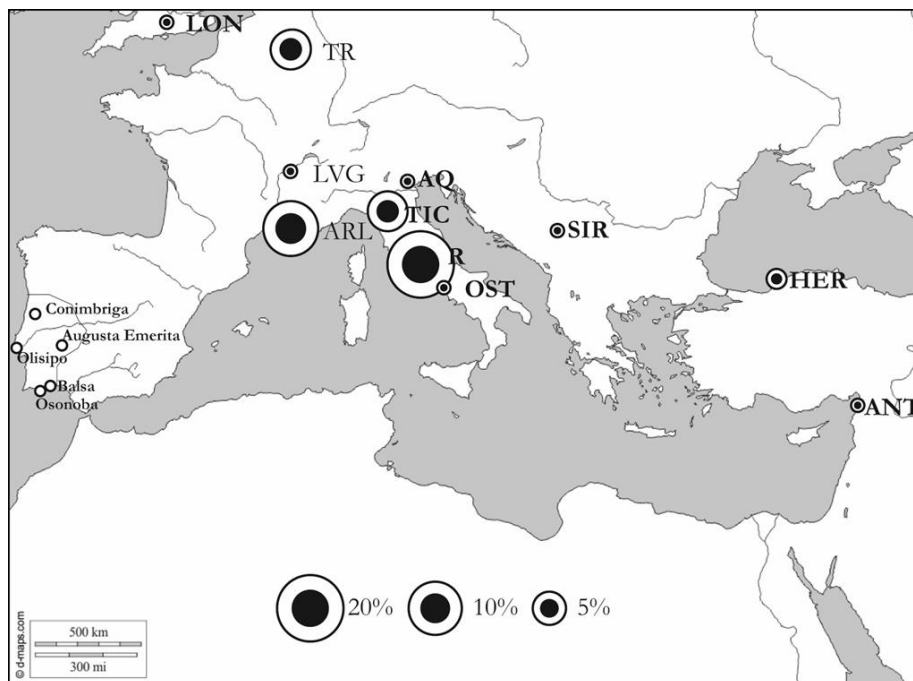 LON
TR
LVG
AQ
TIC
ARL
SIR
R
HER
OST
Conimbriga
Augusta Emerita
Olisipo
Balsa
Osonoba
ANT
20%
10%
5%
500 km
300 mi
© d-maps.com